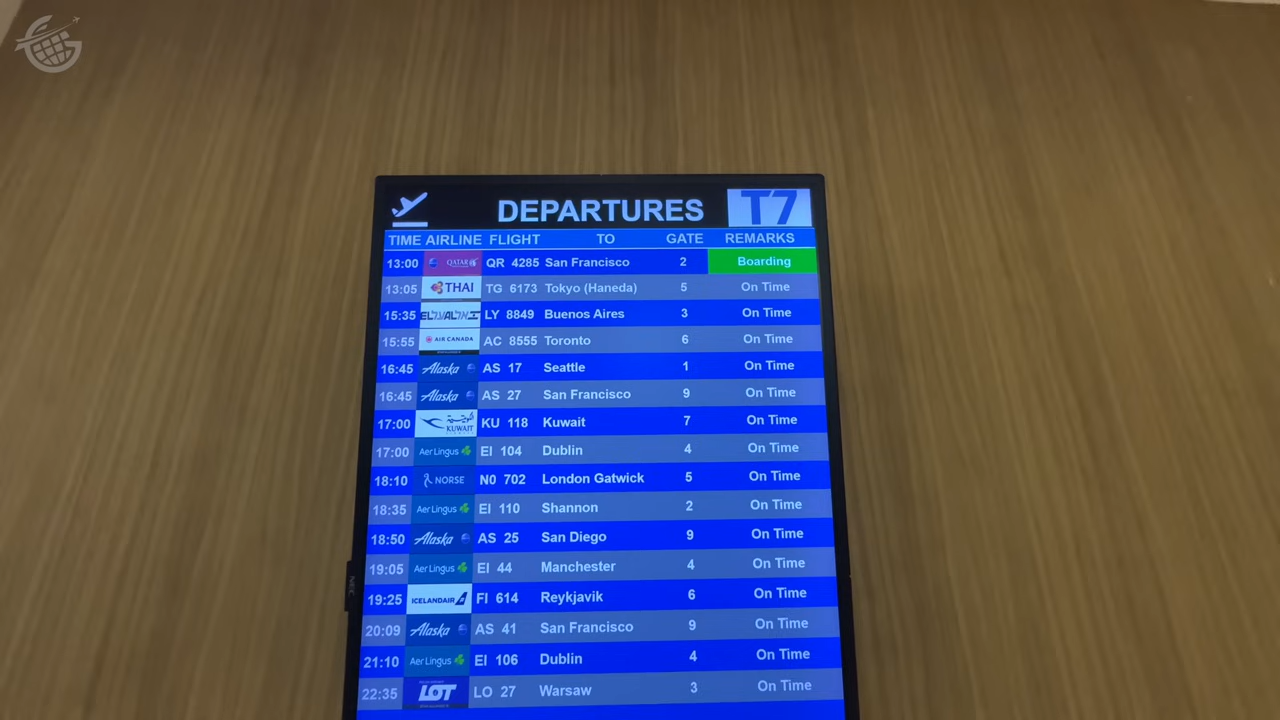 DEPARTURES T7
TIME AIRLINE FLIGHT TO GATE REMARKS
13:00 QATAR QR 4285 San Francisco 2 Boarding
13:05 THAI TG 6173 Tokyo (Haneda) 5 On Time
15:35 ELAL אל על LY 8849 Buenos Aires 3 On Time
15:55 AIR CANADA AC 8555 Toronto 6 On Time
16:45 Alaska AS 17 Seattle 1 On Time
16:45 Alaska AS 27 San Francisco 9 On Time
17:00 KUWAIT KU 118 Kuwait 7 On Time
17:00 Aer Lingus EI 104 Dublin 4 On Time
18:10 NORSE N0 702 London Gatwick 5 On Time
18:35 Aer Lingus EI 110 Shannon 2 On Time
18:50 Alaska AS 25 San Diego 9 On Time
19:05 Aer Lingus EI 44 Manchester 4 On Time
19:25 ICELANDAIR FI 614 Reykjavik 6 On Time
20:09 Alaska AS 41 San Francisco 9 On Time
21:10 Aer Lingus EI 106 Dublin 4 On Time
22:35 LOT LO 27 Warsaw 3 On Time
NEC